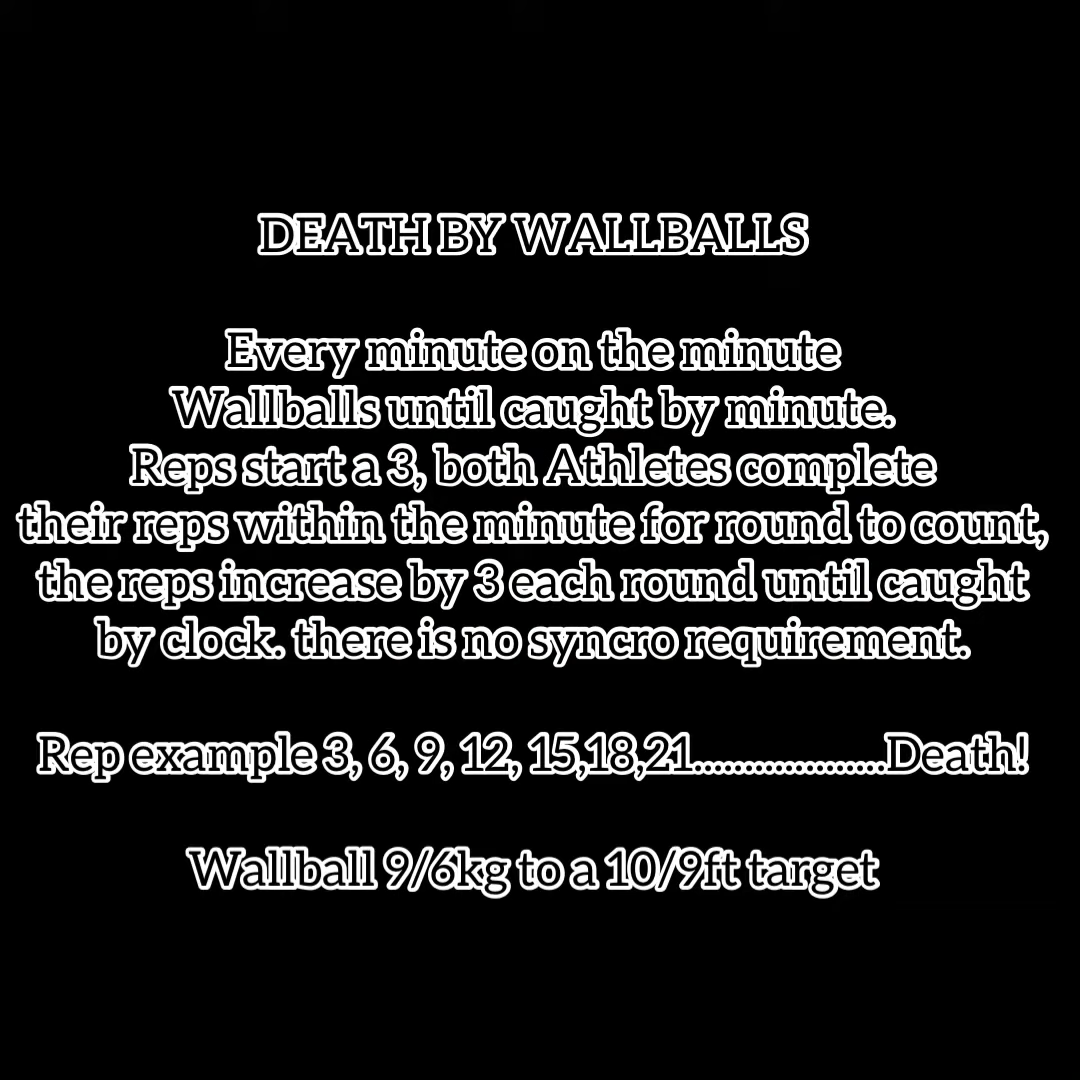 DEATH BY WALLBALLS
Every minute on the minute
Wallballs until caught by minute.
Reps start a 3, both Athletes complete
their reps within the minute for round to count,
the reps increase by 3 each round until caught
by clock. there is no syncro requirement.
Rep example 3, 6, 9, 12, 15,18,21....................Death!
Wallball 9/6kg to a 10/9ft target